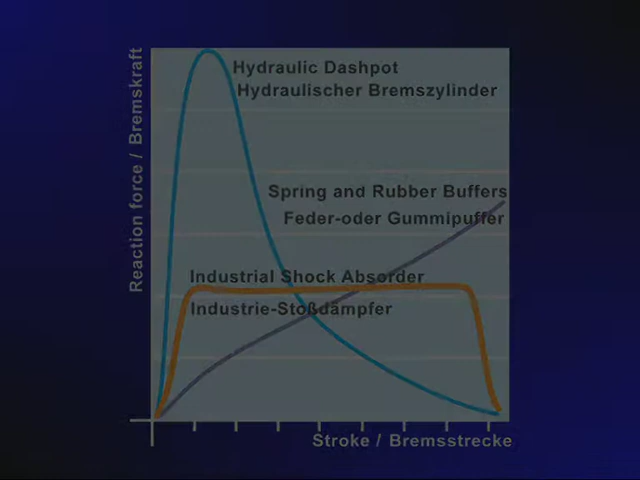 Reaction force / Bremskraft
Hydraulic Dashpot
Hydraulischer Bremszylinder
Spring and Rubber Buffers
Feder-oder Gummipuffer
Industrial Shock Absorder
Industrie-Stoßdämpfer
Stroke / Bremsstrecke